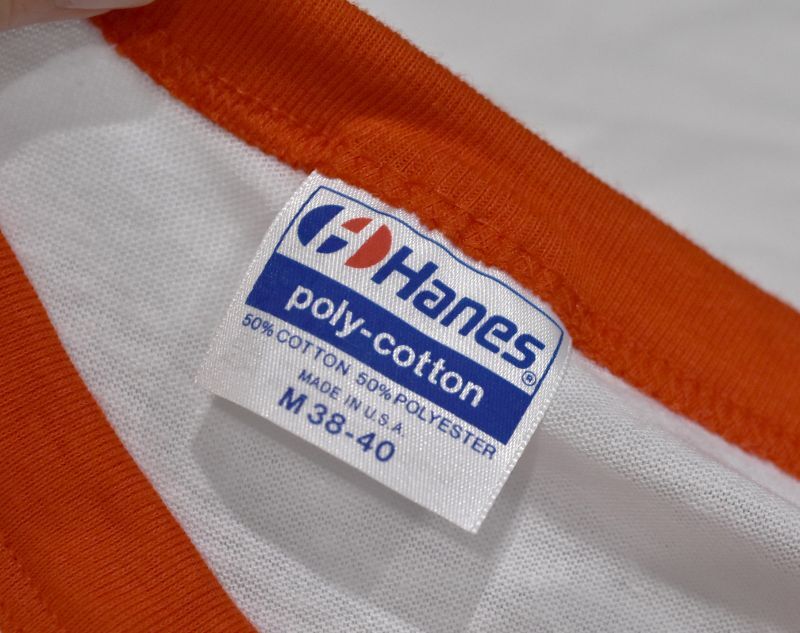 Hanes®
poly-cotton
50% COTTON 50% POLYESTER
MADE IN U.S.A.
M 38-40